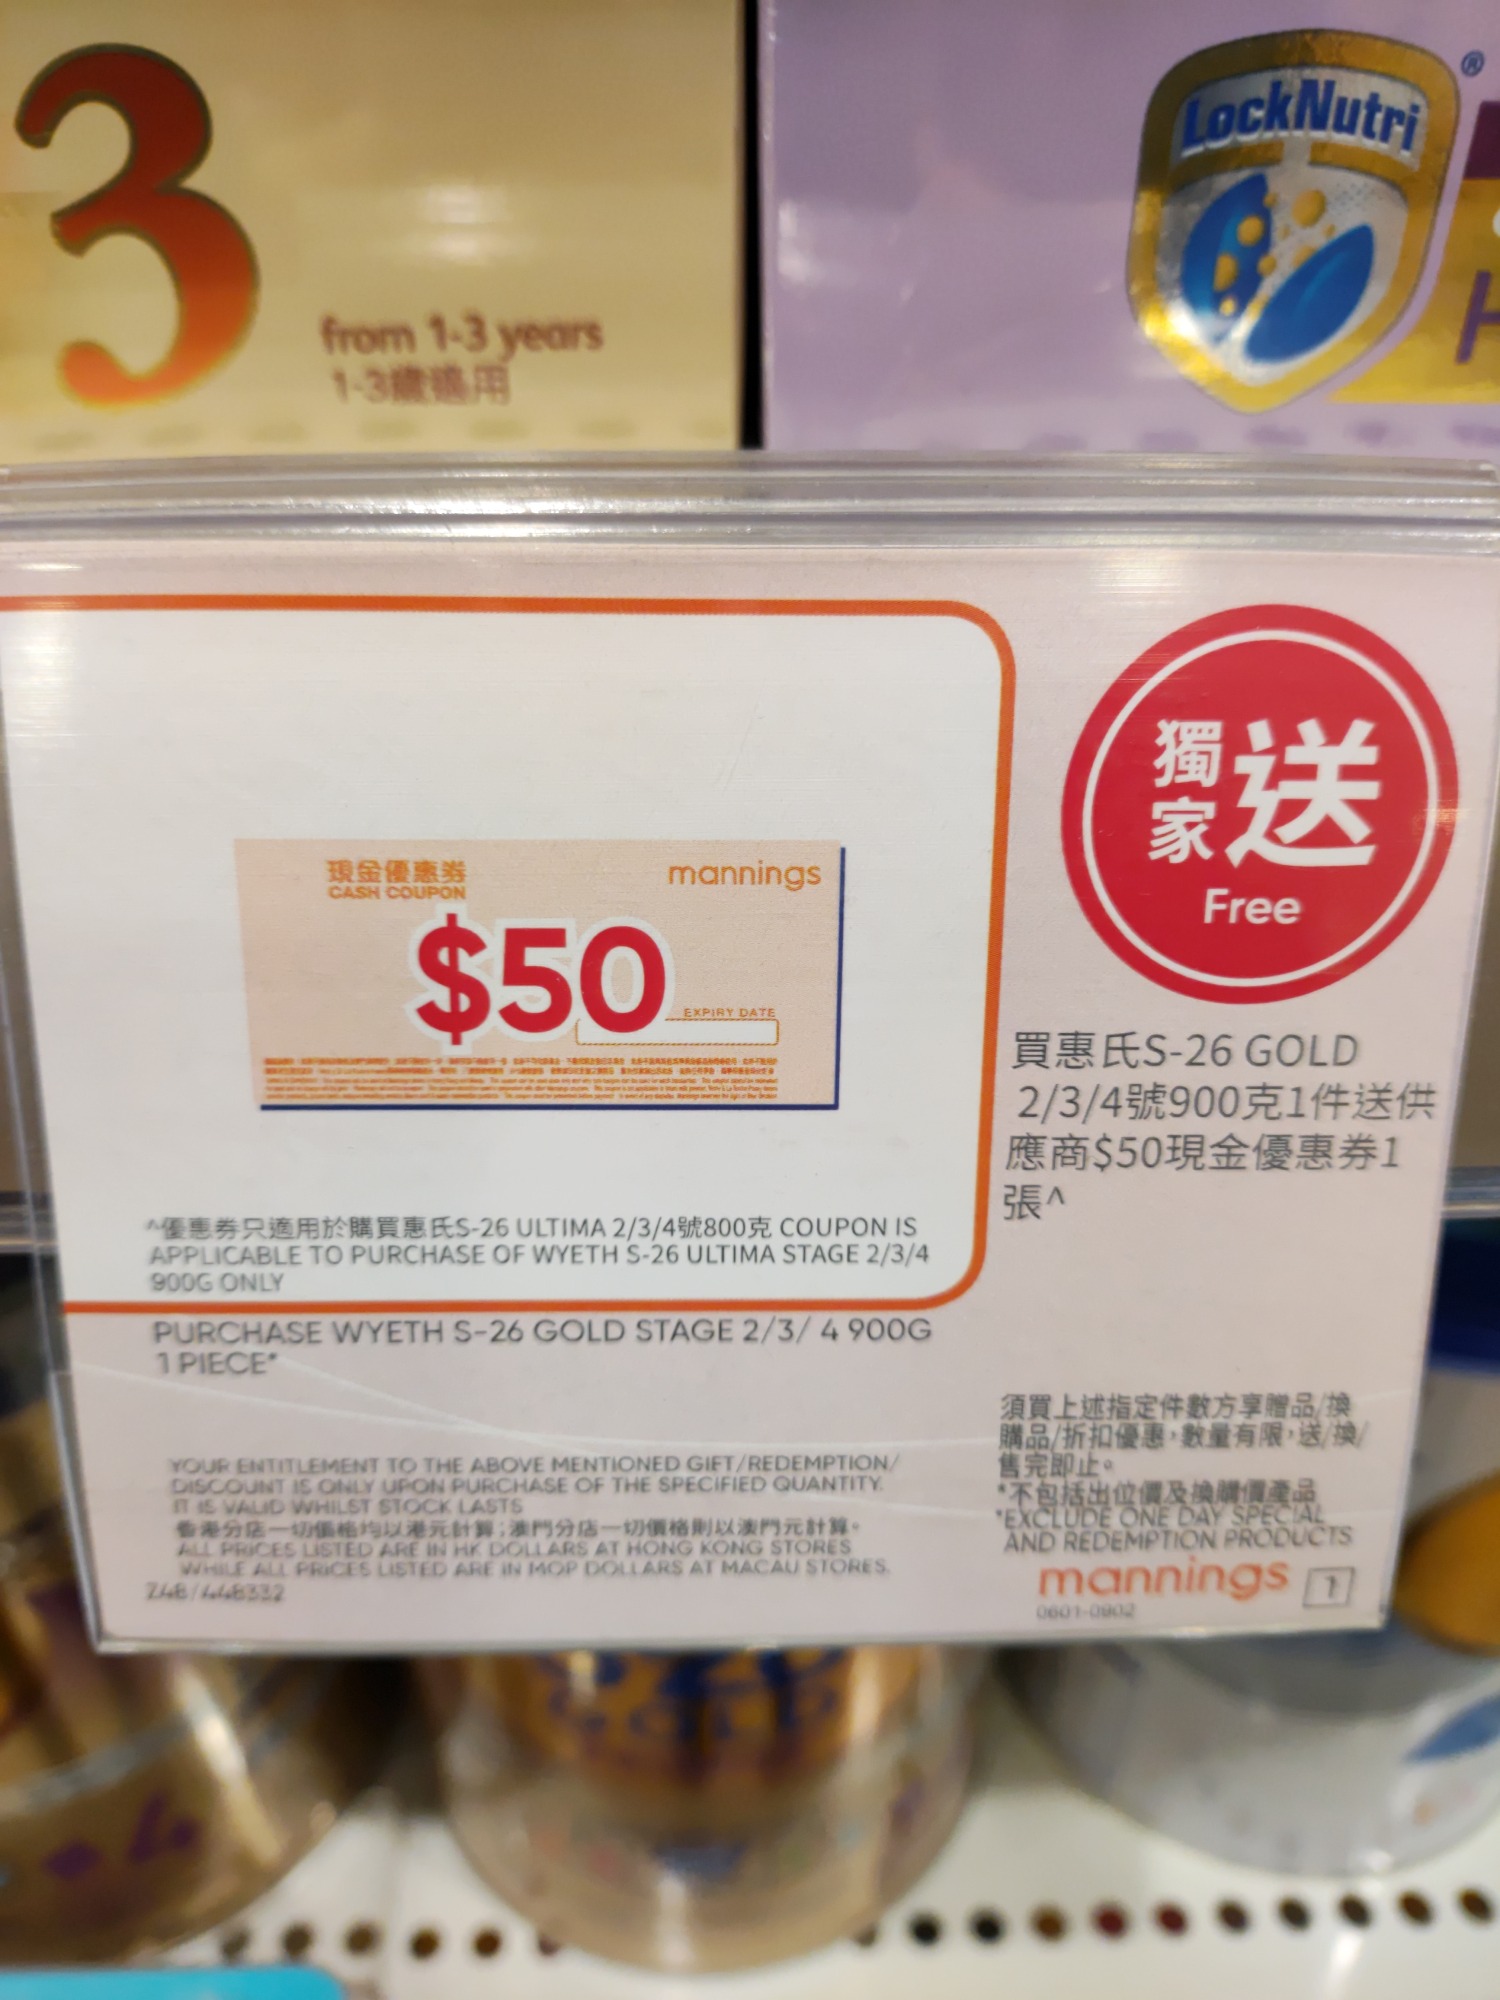 3
from 1-3 years
1-3歲適用
LockNutri
®
現金優惠券
CASH COUPON
mannings
$50
EXPIRY DATE
^優惠券只適用於購買惠氏S-26 ULTIMA 2/3/4號800克 COUPON IS
APPLICABLE TO PURCHASE OF WYETH S-26 ULTIMA STAGE 2/3/4
900G ONLY
PURCHASE WYETH S-26 GOLD STAGE 2/3/ 4 900G
1 PIECE*
YOUR ENTITLEMENT TO THE ABOVE MENTIONED GIFT/REDEMPTION/
DISCOUNT IS ONLY UPON PURCHASE OF THE SPECIFIED QUANTITY.
IT IS VALID WHILST STOCK LASTS
香港分店一切價格均以港元計算；澳門分店一切價格則以澳門元計算。
ALL PRICES LISTED ARE IN HK DOLLARS AT HONG KONG STORES
WHILE ALL PRICES LISTED ARE IN MOP DOLLARS AT MACAU STORES.
Z48/448332
獨家送
Free
買惠氏S-26 GOLD
2/3/4號900克1件送供
應商$50現金優惠券1
張^
須買上述指定件數方享贈品/換
購品/折扣優惠，數量有限，送/換/
售完即止。
*不包括出位價及換購價產品
*EXCLUDE ONE DAY SPECIAL
AND REDEMPTION PRODUCTS
mannings 1
0601-0902